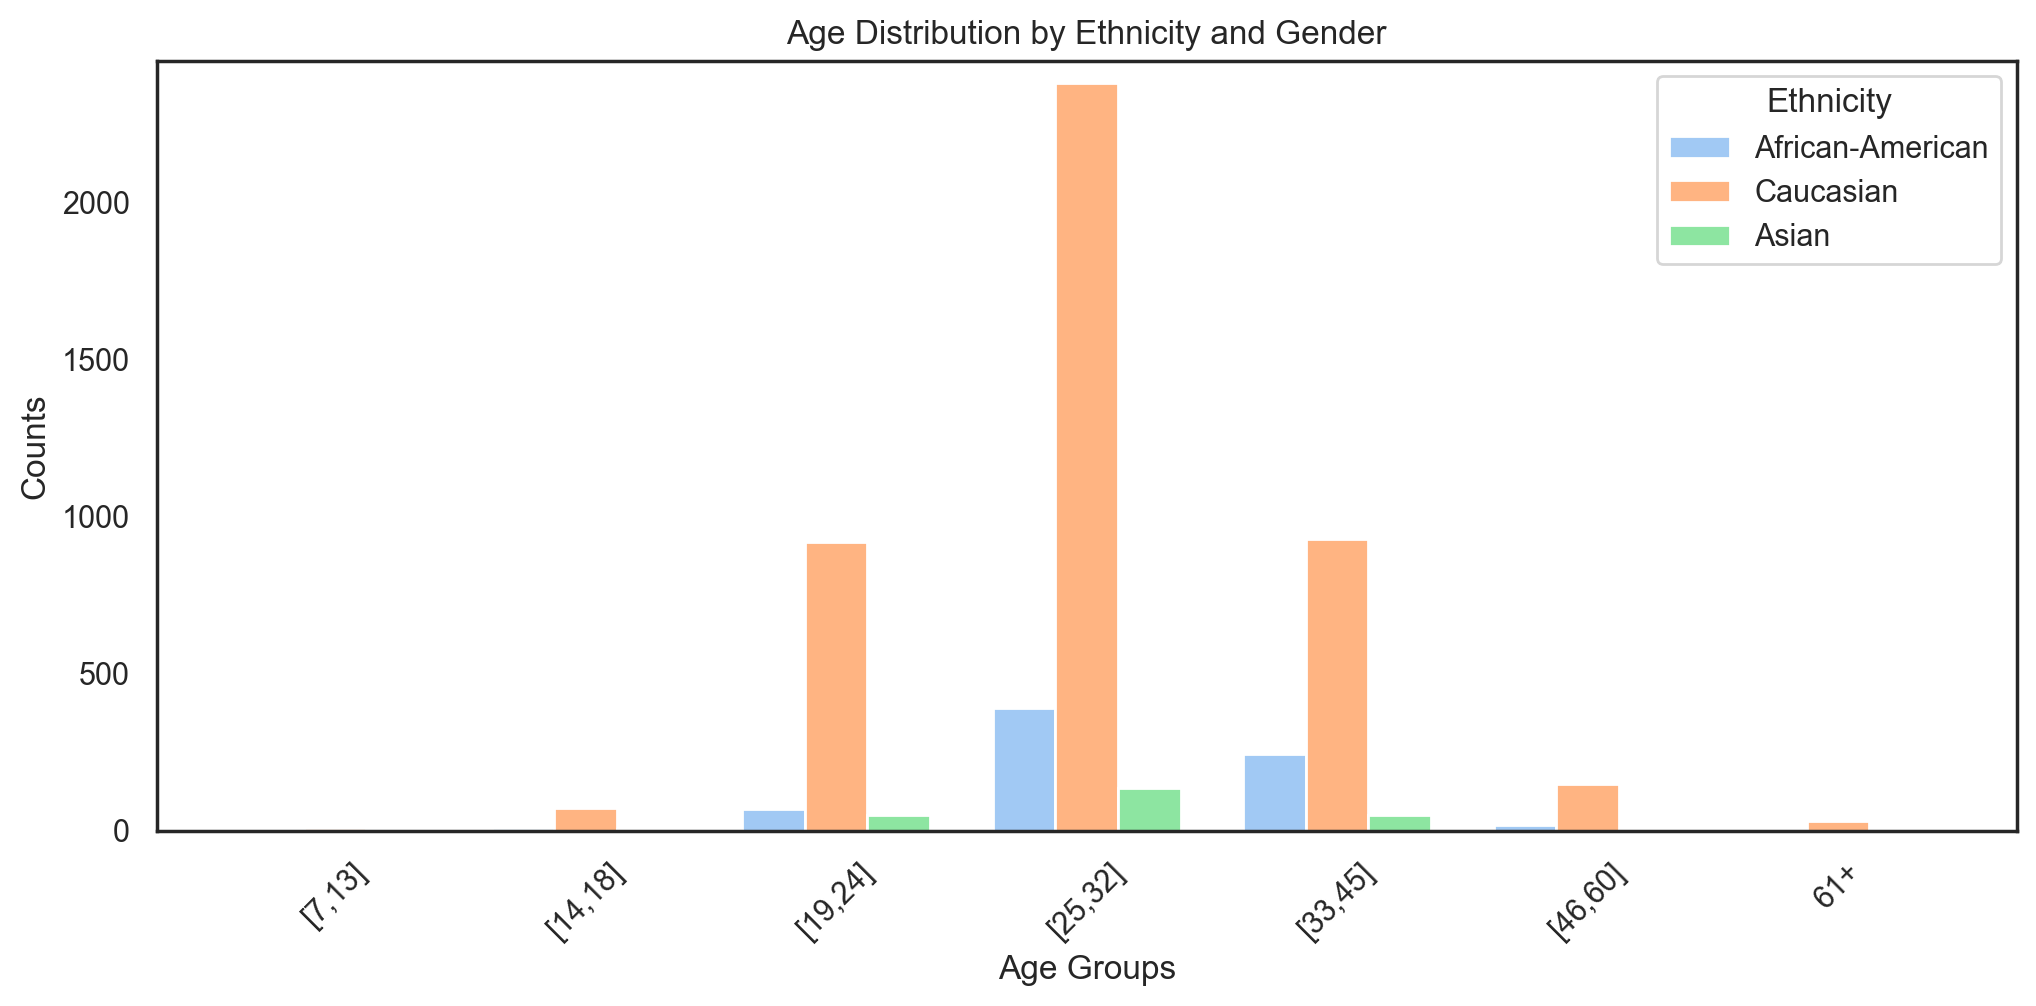 Age Distribution by Ethnicity and Gender
Ethnicity
African-American
Caucasian
Asian
Counts
2000
1500
1000
500
0
[7,13]
[14,18]
[19,24]
[25,32]
[33,45]
[46,60]
61+
Age Groups